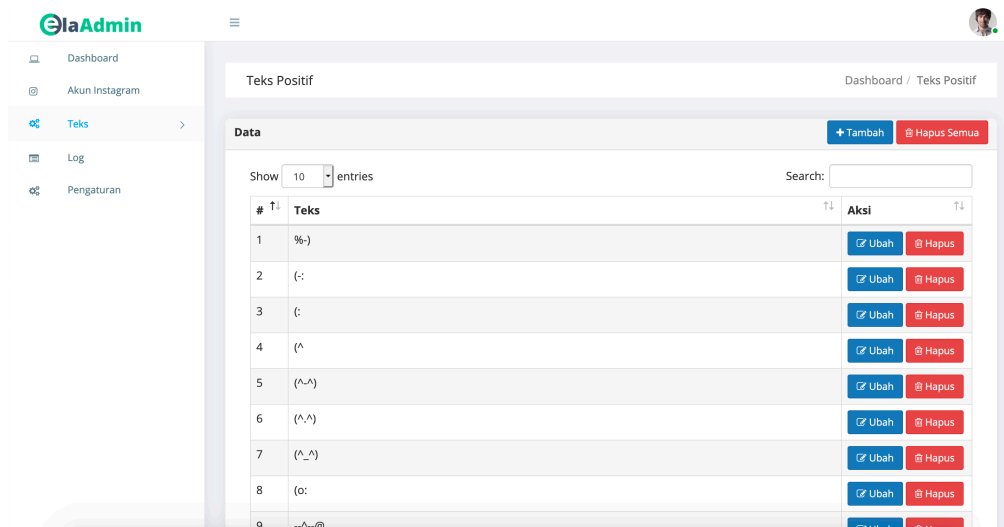 elaAdmin
Dashboard
Akun Instagram
Teks
Log
Pengaturan
Teks Positif
Dashboard / Teks Positif
Data
+ Tambah Hapus Semua
Show 10 entries
Search:
# Teks Aksi
1 %-) Ubah Hapus
2 (-: Ubah Hapus
3 (: Ubah Hapus
4 (^ Ubah Hapus
5 (^-^) Ubah Hapus
6 (^.^) Ubah Hapus
7 (^_^) Ubah Hapus
8 (o: Ubah Hapus
9 --^--@